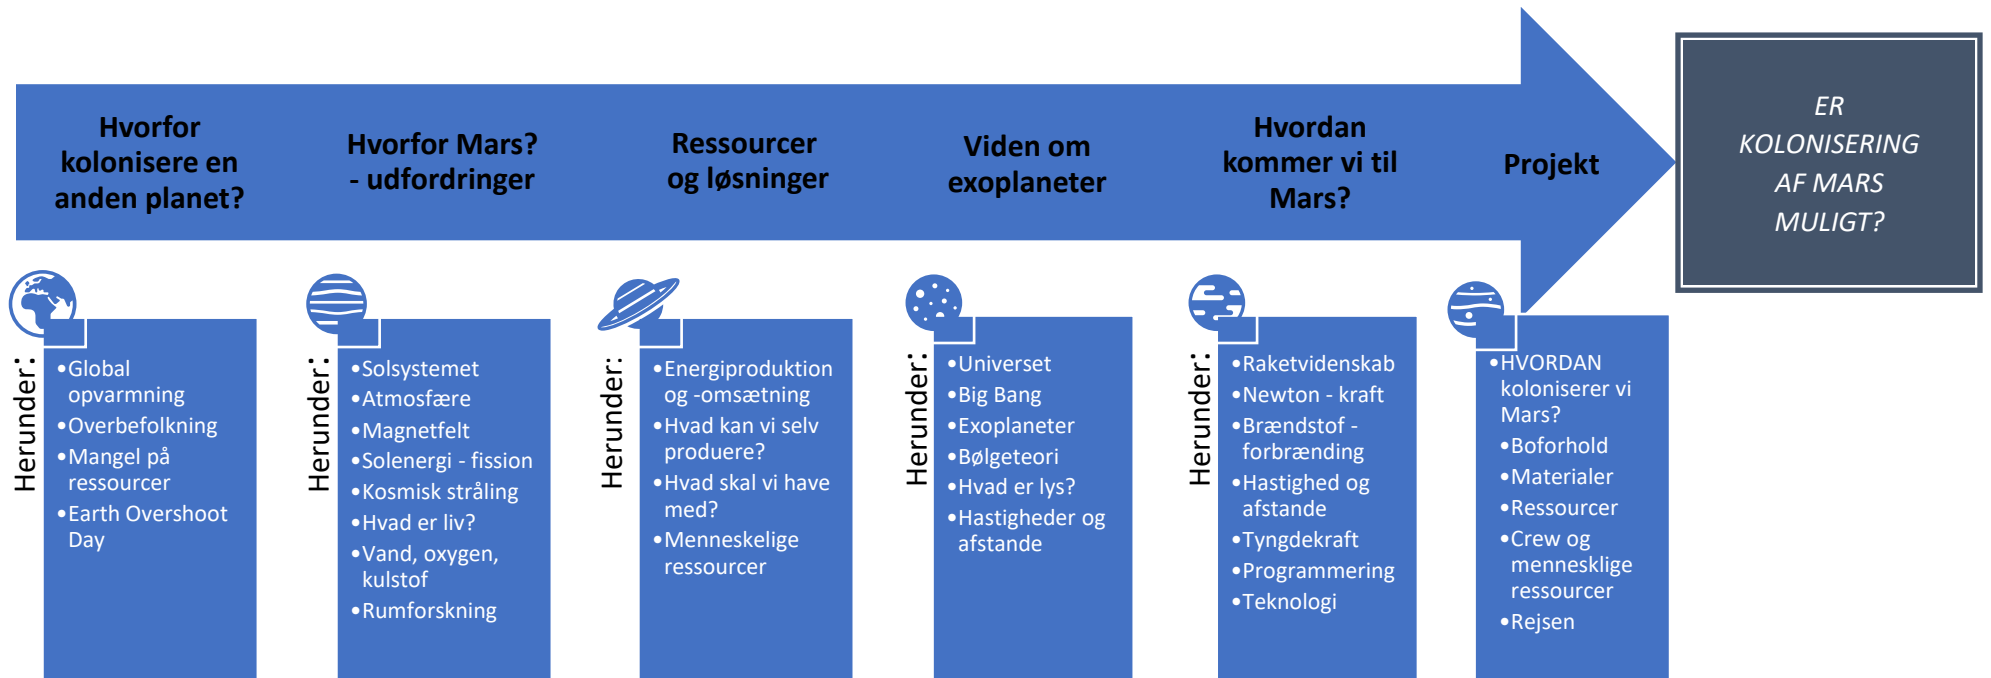 Hvorfor
kolonisere en
anden planet?
Hvorfor Mars?
- udfordringer
Ressourcer
og løsninger
Viden om
exoplaneter
Hvordan
kommer vi til
Mars?
Projekt
ER
KOLONISERING
AF MARS
MULIGT?
Herunder:
•Global
opvarmning
•Overbefolkning
•Mangel på
ressourcer
•Earth Overshoot
Day
Herunder:
•Solsystemet
•Atmosfære
•Magnetfelt
•Solenergi - fission
•Kosmisk stråling
•Hvad er liv?
•Vand, oxygen,
kulstof
•Rumforskning
Herunder:
•Energiproduktion
og -omsætning
•Hvad kan vi selv
produere?
•Hvad skal vi have
med?
•Menneskelige
ressourcer
Herunder:
•Universet
•Big Bang
•Exoplaneter
•Bølgeteori
•Hvad er lys?
•Hastigheder og
afstande
Herunder:
•Raketvidenskab
•Newton - kraft
•Brændstof -
forbrænding
•Hastighed og
afstande
•Tyngdekraft
•Programmering
•Teknologi
•HVORDAN
koloniserer vi
Mars?
•Boforhold
•Materialer
•Ressourcer
•Crew og
mennesklige
ressourcer
•Rejsen